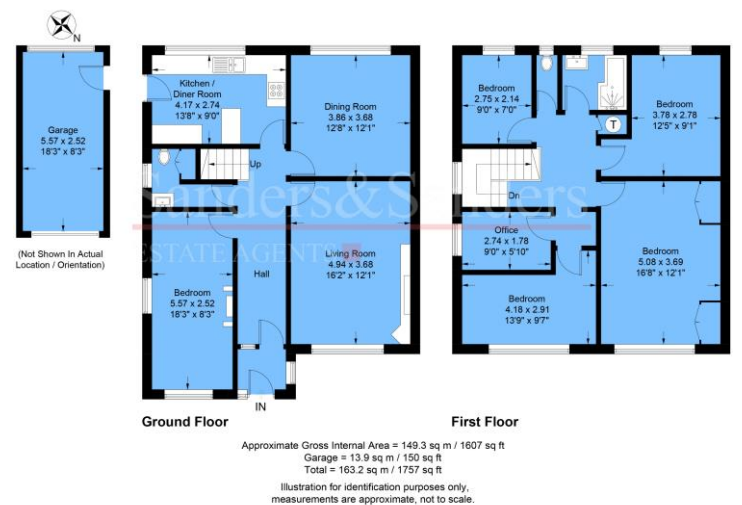 N
Garage
5.57 x 2.52
18'3" x 8'3"
(Not Shown In Actual
Location / Orientation)
Kitchen /
Diner Room
4.17 x 2.74
13'8" x 9'0"
Dining Room
3.86 x 3.68
12'8" x 12'1"
Up
Living Room
4.94 x 3.68
16'2" x 12'1"
Bedroom
5.57 x 2.52
18'3" x 8'3"
Hall
IN
Ground Floor
Bedroom
2.75 x 2.14
9'0" x 7'0"
Bedroom
3.78 x 2.78
12'5" x 9'1"
T
Dn
Office
2.74 x 1.78
9'0" x 5'10"
Bedroom
5.08 x 3.69
16'8" x 12'1"
Bedroom
4.18 x 2.91
13'9" x 9'7"
First Floor
Sanders&Sanders
ESTATE AGENTS
Approximate Gross Internal Area = 149.3 sq m / 1607 sq ft
Garage = 13.9 sq m / 150 sq ft
Total = 163.2 sq m / 1757 sq ft
Illustration for identification purposes only,
measurements are approximate, not to scale.